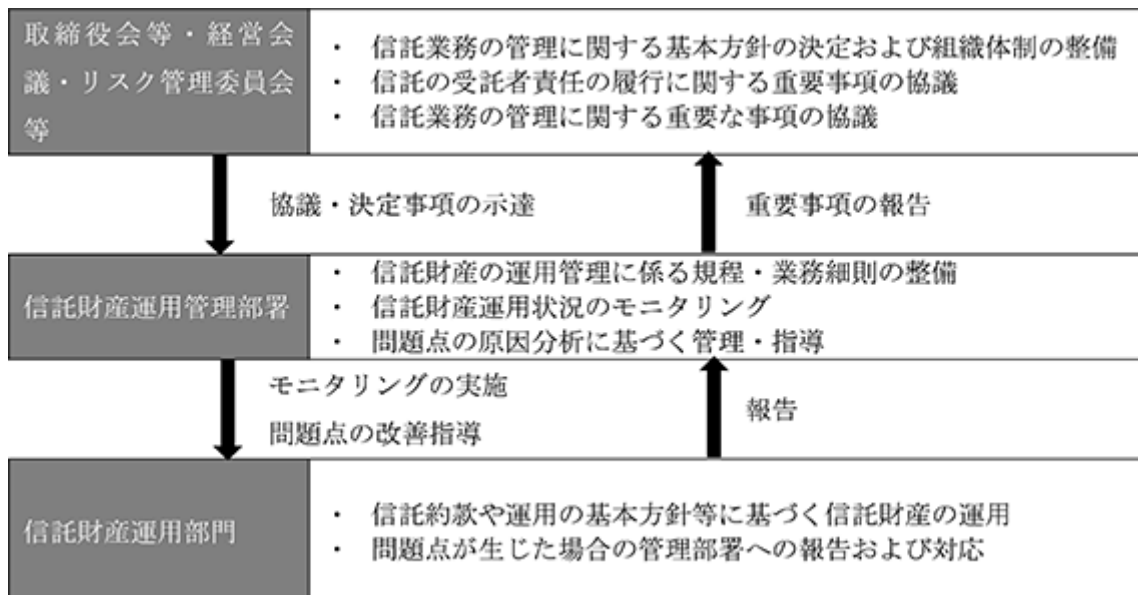 取締役会等・経営会
議・リスク管理委員会
等
・ 信託業務の管理に関する基本方針の決定および組織体制の整備
・ 信託の受託者責任の履行に関する重要事項の協議
・ 信託業務の管理に関する重要な事項の協議
協議・決定事項の示達
重要事項の報告
信託財産運用管理部署
・ 信託財産の運用管理に係る規程・業務細則の整備
・ 信託財産運用状況のモニタリング
・ 問題点の原因分析に基づく管理・指導
モニタリングの実施
問題点の改善指導
報告
信託財産運用部門
・ 信託約款や運用の基本方針等に基づく信託財産の運用
・ 問題点が生じた場合の管理部署への報告および対応